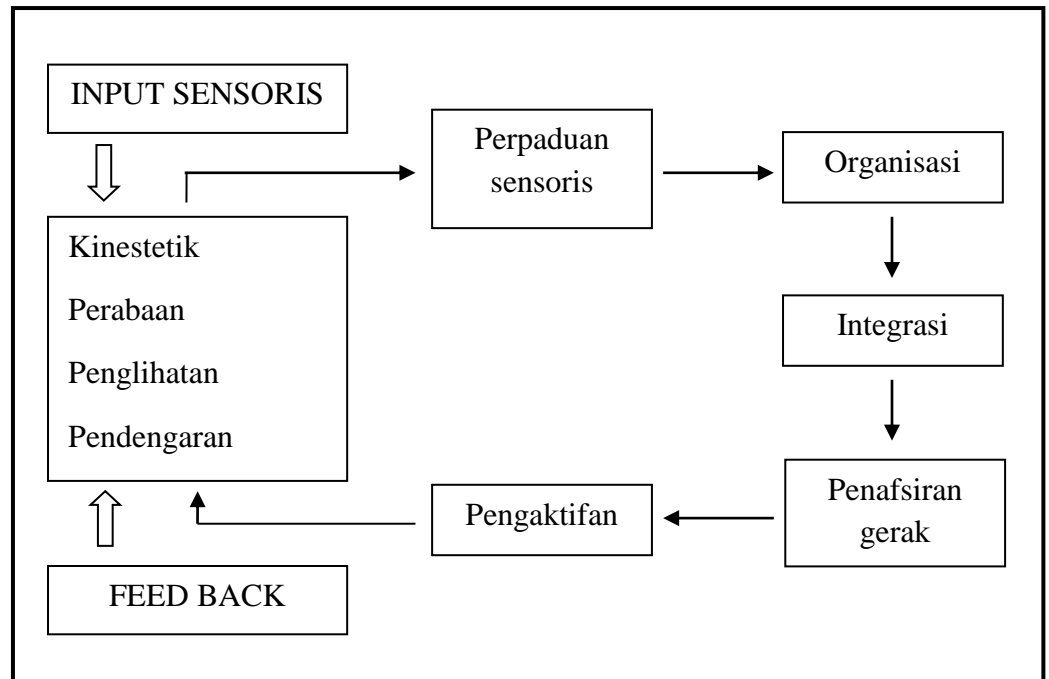 INPUT SENSORIS
Kinestetik
Perabaan
Penglihatan
Pendengaran
FEED BACK
Perpaduan
sensoris
Organisasi
Integrasi
Penafsiran
gerak
Pengaktifan